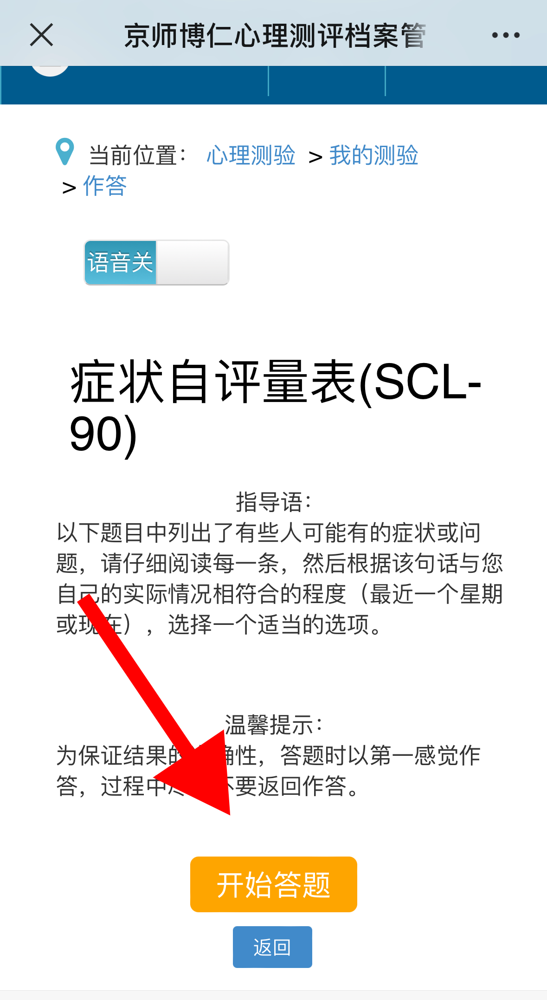 京师博仁心理测评档案管
当前位置： 心理测验 > 我的测验
> 作答
语音关
症状自评量表(SCL-
90)
指导语：
以下题目中列出了有些人可能有的症状或问
题，请仔细阅读每一条，然后根据该句话与您
自己的实际情况相符合的程度（最近一个星期
或现在），选择一个适当的选项。
温馨提示：
为保证结果的 确性，答题时以第一感觉作
答，过程中 不要返回作答。
开始答题
返回